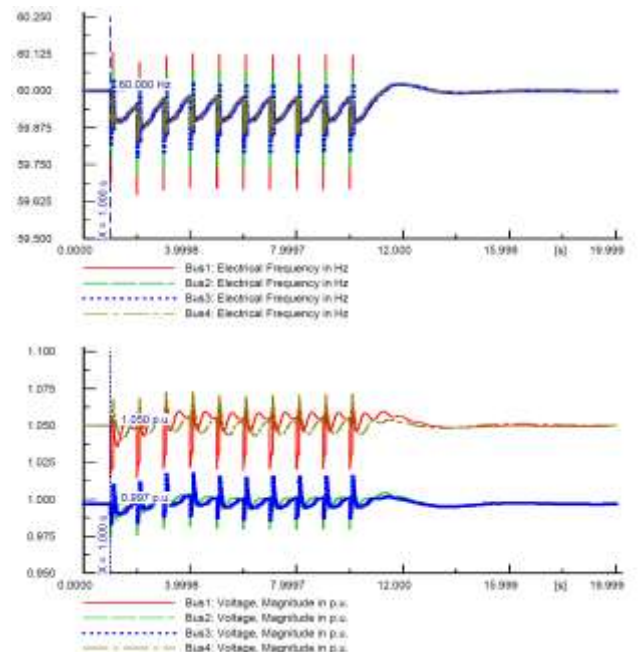 60.250
60.125
60.000
60.000 Hz
59.875
59.750
59.625
59.500
X = 1.000 s
0.0000 3.9998 7.9997 12.000 15.999 [s] 19.999
Bus1: Electrical Frequency in Hz
Bus2: Electrical Frequency in Hz
Bus3: Electrical Frequency in Hz
Bus4: Electrical Frequency in Hz
1.100
1.075
1.050
1.050 p.u.
1.025
1.000
0.997 p.u.
0.975
0.950
X = 1.000 s
0.0000 3.9998 7.9997 12.000 15.999 [s] 19.999
Bus1: Voltage, Magnitude in p.u.
Bus2: Voltage, Magnitude in p.u.
Bus3: Voltage, Magnitude in p.u.
Bus4: Voltage, Magnitude in p.u.